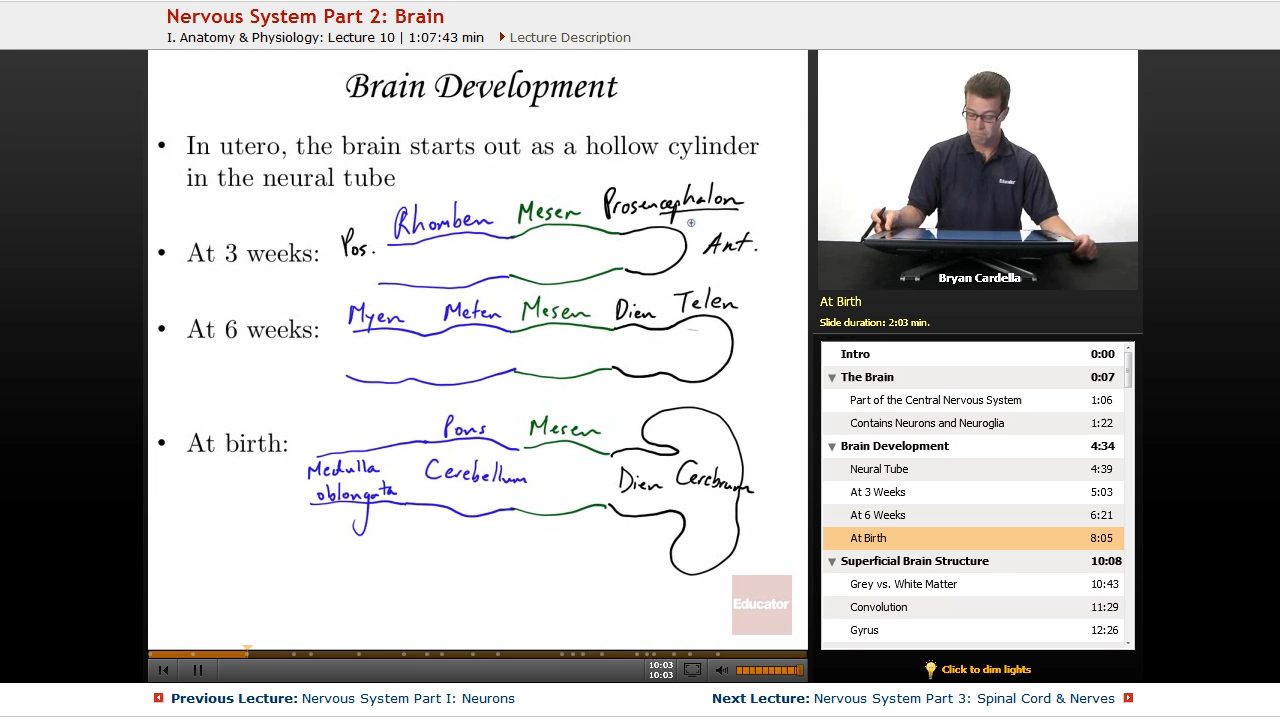 Nervous System Part 2: Brain
I. Anatomy & Physiology: Lecture 10 | 1:07:43 min
Lecture Description
Brain Development
• In utero, the brain starts out as a hollow cylinder
in the neural tube
Rhomben Mesen Prosencephalon
• At 3 weeks: Pos. Ant.
Myen Meten Mesen Dien Telen
• At 6 weeks:
• At birth: Pons Mesen
Medulla
oblongata
Cerebellum
Dien Cerebrum
Educator
Educator
Bryan Cardella
At Birth
Slide duration: 2:03 min.
Intro 0:00
The Brain 0:07
Part of the Central Nervous System 1:06
Contains Neurons and Neuroglia 1:22
Brain Development 4:34
Neural Tube 4:39
At 3 Weeks 5:03
At 6 Weeks 6:21
At Birth 8:05
Superficial Brain Structure 10:08
Grey vs. White Matter 10:43
Convolution 11:29
Gyrus 12:26
10:03
10:03
Click to dim lights
Previous Lecture: Nervous System Part I: Neurons
Next Lecture: Nervous System Part 3: Spinal Cord & Nerves